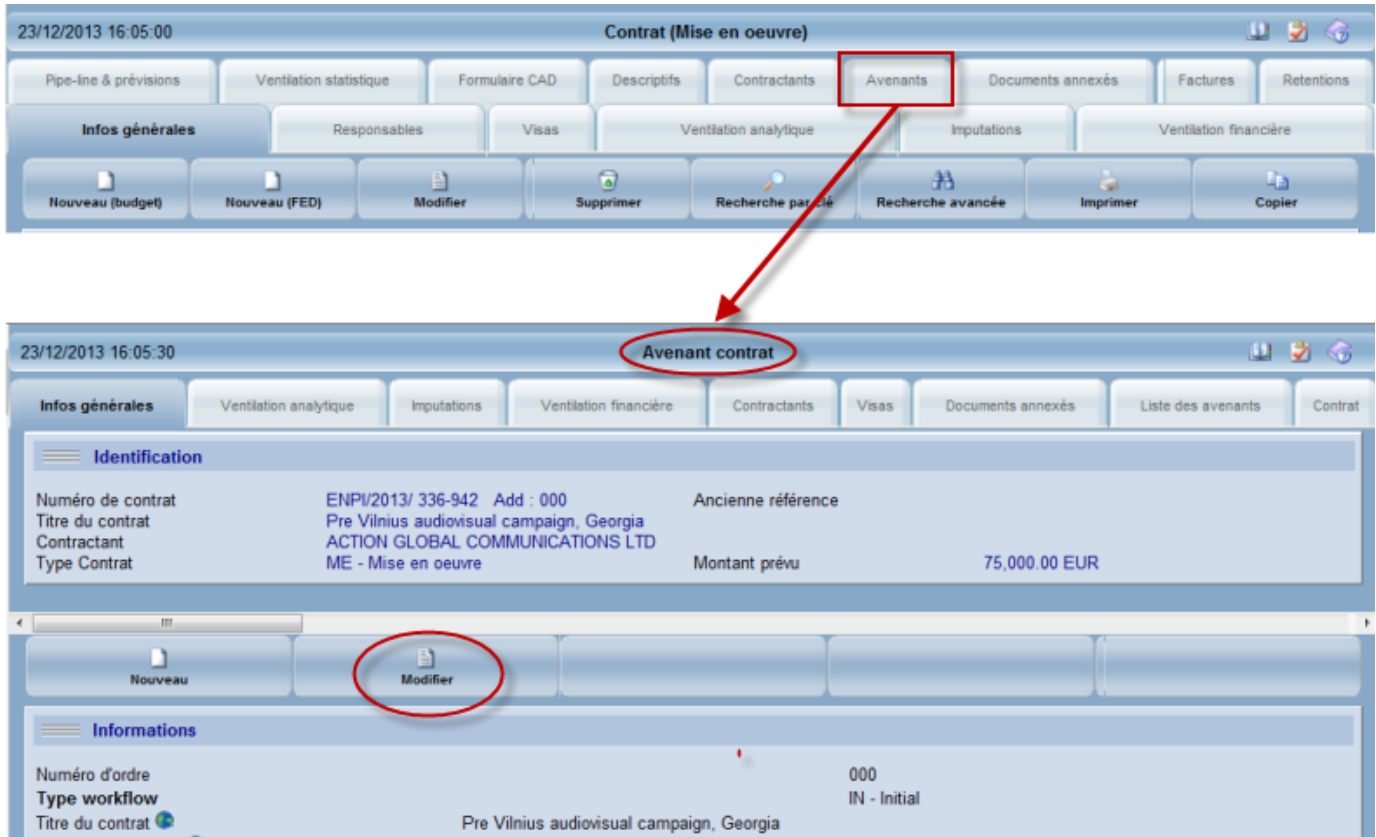 23/12/2013 16:05:00 Contrat (Mise en oeuvre)
Pipe-line & prévisions Ventilation statistique Formulaire CAD Descriptifs Contractants Avenants Documents annexés Factures Retentions
Infos générales Responsables Visas Ventilation analytique Imputations Ventilation financière
Nouveau (budget) Nouveau (FED) Modifier Supprimer Recherche par clé Recherche avancée Imprimer Copier
23/12/2013 16:05:30 Avenant contrat
Infos générales Ventilation analytique Imputations Ventilation financière Contractants Visas Documents annexés Liste des avenants Contrat
Identification
Numéro de contrat ENPI/2013/ 336-942 Add : 000 Ancienne référence
Titre du contrat Pre Vilnius audiovisual campaign, Georgia
Contractant ACTION GLOBAL COMMUNICATIONS LTD
Type Contrat ME - Mise en oeuvre Montant prévu 75,000.00 EUR
Nouveau Modifier
Informations
Numéro d'ordre 000
Type workflow IN - Initial
Titre du contrat Pre Vilnius audiovisual campaign, Georgia